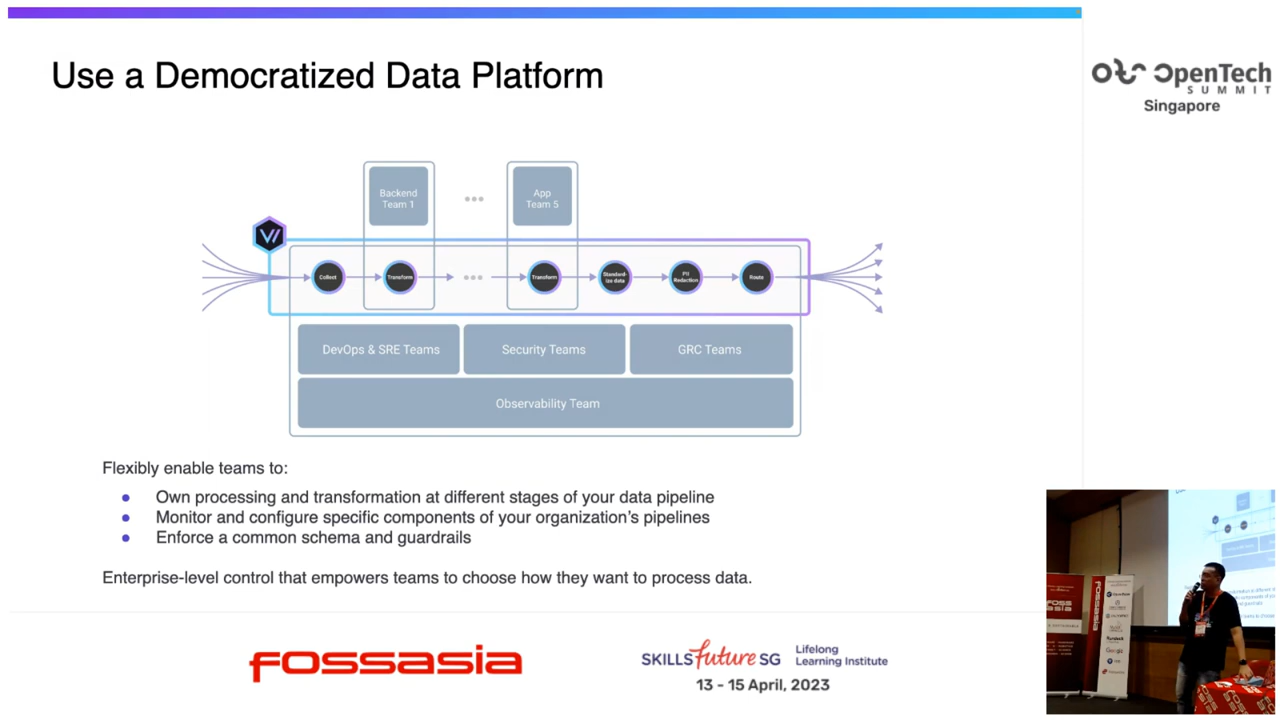 Use a Democratized Data Platform
OpenTech
SUMMIT
Singapore
Backend
Team 1
App
Team 5
Collect
Transform
Transform
Standard-
ize data
PII
Redaction
Route
DevOps & SRE Teams
Security Teams
GRC Teams
Observability Team
Flexibly enable teams to:
● Own processing and transformation at different stages of your data pipeline
● Monitor and configure specific components of your organization's pipelines
● Enforce a common schema and guardrails
Enterprise-level control that empowers teams to choose how they want to process data.
FOSSASIA
SKILLSfuture SG
Lifelong
Learning Institute
13 - 15 April, 2023
FOSSASIA
Google